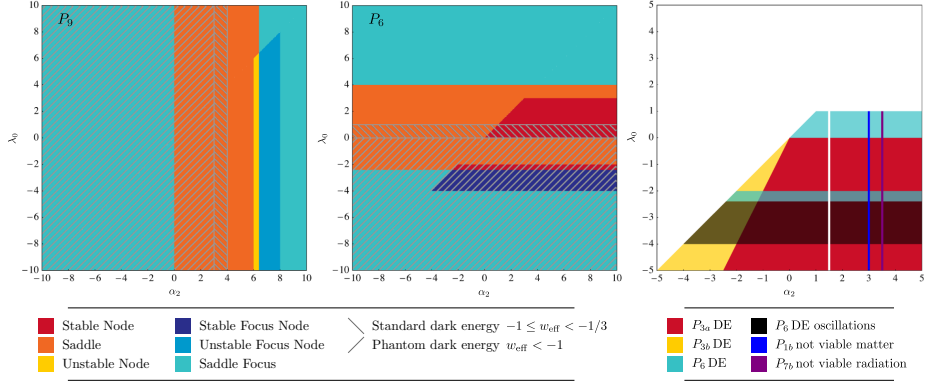 P9
10
8
6
4
2
0
−2
−4
−6
−8
−10
−10 −8 −6 −4 −2 0 2 4 6 8 10
λ0
α2
P6
10
8
6
4
2
0
−2
−4
−6
−8
−10
−10 −8 −6 −4 −2 0 2 4 6 8 10
λ0
α2
5
4
3
2
1
0
−1
−2
−3
−4
−5
−5 −4 −3 −2 −1 0 1 2 3 4 5
λ0
α2
Stable Node
Saddle
Unstable Node
Stable Focus Node
Unstable Focus Node
Saddle Focus
Standard dark energy −1 ≤ weff < −1/3
Phantom dark energy weff < −1
P3a DE
P3b DE
P6 DE
P6 DE oscillations
P1b not viable matter
P7b not viable radiation